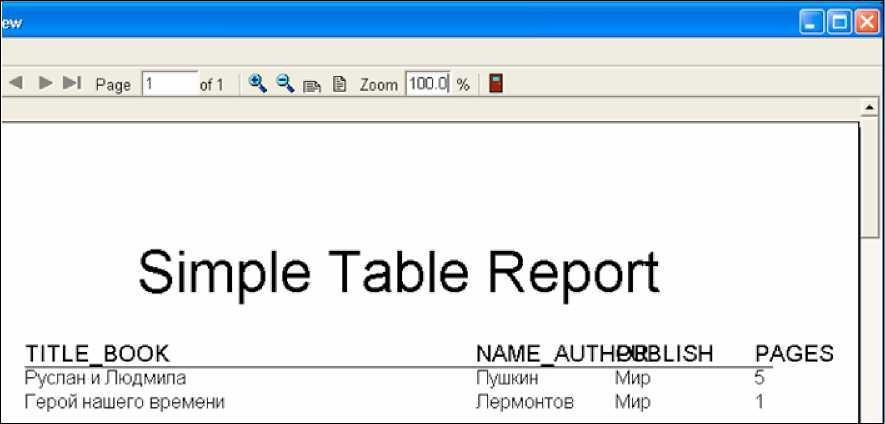 ew
Page 1 of 1 Zoom 100.0 %
Simple Table Report
TITLE_BOOK NAME_AUTHOR PUBLISH PAGES
Руслан и Людмила Пушкин Мир 5
Герой нашего времени Лермонтов Мир 1